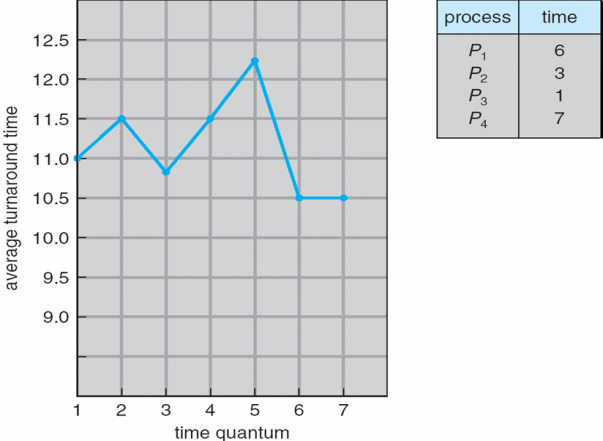 average turnaround time
12.5
12.0
11.5
11.0
10.5
10.0
9.5
9.0
1 2 3 4 5 6 7
time quantum
process time
P1 6
P2 3
P3 1
P4 7